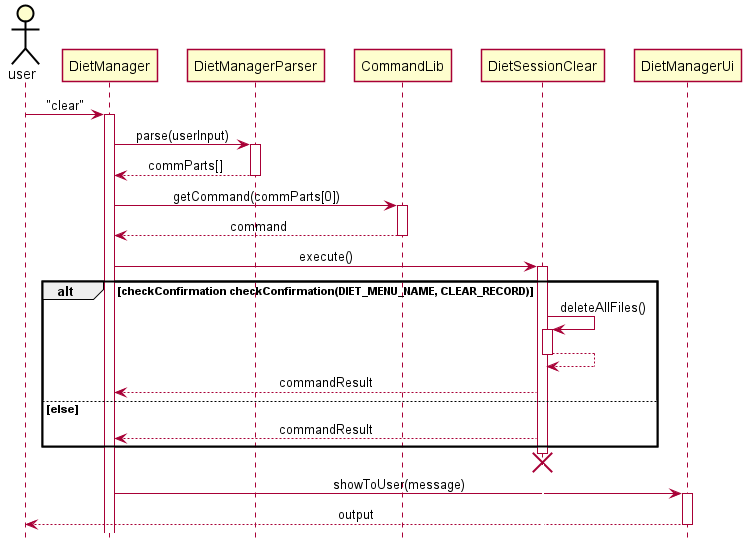 user
DietManager
DietManagerParser
CommandLib
DietSessionClear
DietManagerUi
"clear"
parse(userInput)
commParts[]
getCommand(commParts[0])
command
execute()
alt
[checkConfirmation checkConfirmation(DIET_MENU_NAME, CLEAR_RECORD)]
deleteAllFiles()
commandResult
[else]
commandResult
showToUser(message)
output